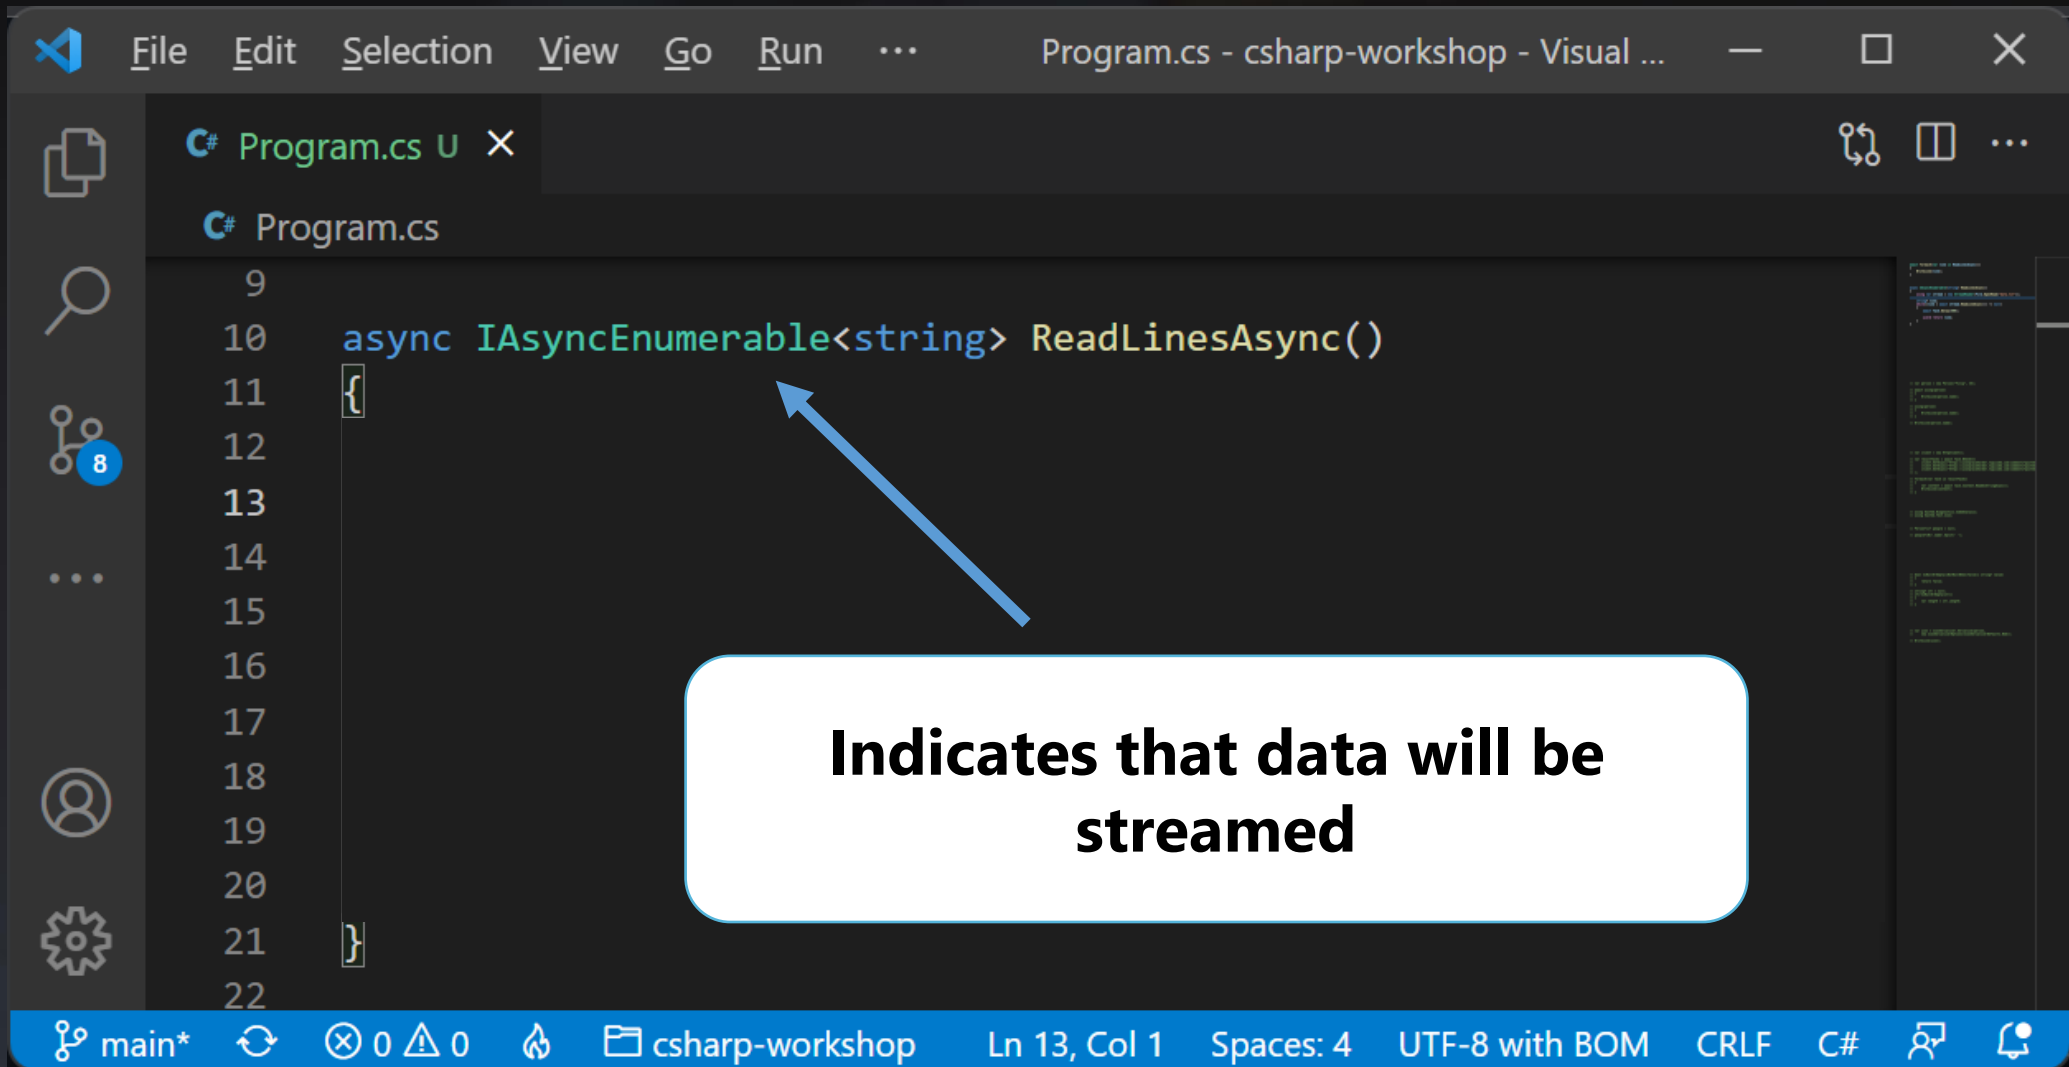 File Edit Selection View Go Run ··· Program.cs - csharp-workshop - Visual ...
C# Program.cs U
C# Program.cs
9
10 async IAsyncEnumerable<string> ReadLinesAsync()
11 {
12
13
14
15
16
17
18
19
20
21 }
22
8
Indicates that data will be
streamed
main* 0 0 csharp-workshop Ln 13, Col 1 Spaces: 4 UTF-8 with BOM CRLF C#